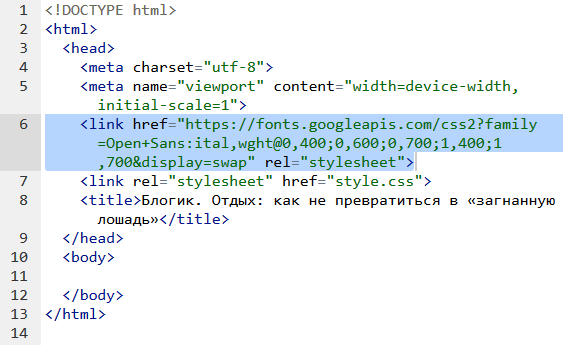 1 <!DOCTYPE html>
2 <html>
3 <head>
4 <meta charset="utf-8">
5 <meta name="viewport" content="width=device-width,
initial-scale=1">
6 <link href="https://fonts.googleapis.com/css2?family
=Open+Sans:ital,wght@0,400;0,600;0,700;1,400;1
,700&display=swap" rel="stylesheet">
7 <link rel="stylesheet" href="style.css">
8 <title>Блогик. Отдых: как не превратиться в «загнанную
лошадь»</title>
9 </head>
10 <body>
11
12 </body>
13 </html>
14